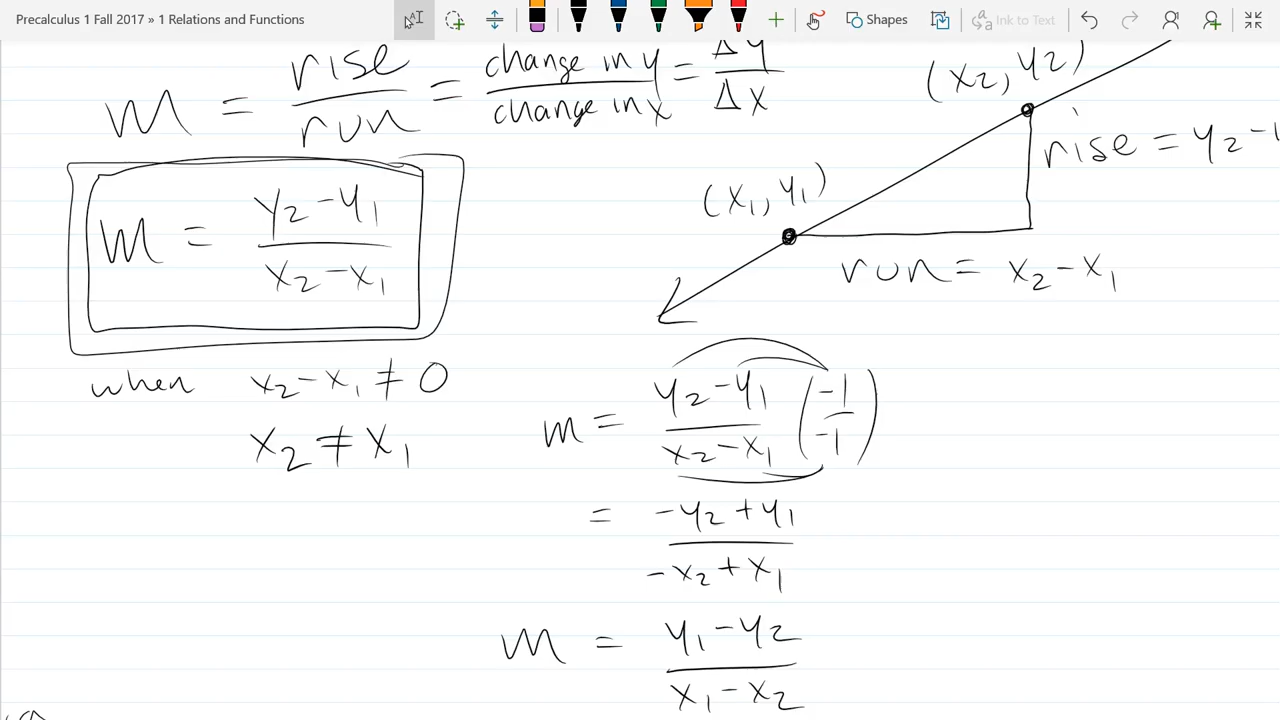 Precalculus 1 Fall 2017 » 1 Relations and Functions
Shapes
Ink to Text
m = rise/run = change in y/change in x = Δy/Δx
(x₂, y₂)
rise = y₂ -
(x₁, y₁)
run = x₂ - x₁
m = y₂ - y₁/x₂ - x₁
when x₂ - x₁ ≠ 0
x₂ ≠ x₁
m = y₂ - y₁/x₂ - x₁ (-1/-1)
= -y₂ + y₁/-x₂ + x₁
m = y₁ - y₂/x₁ - x₂